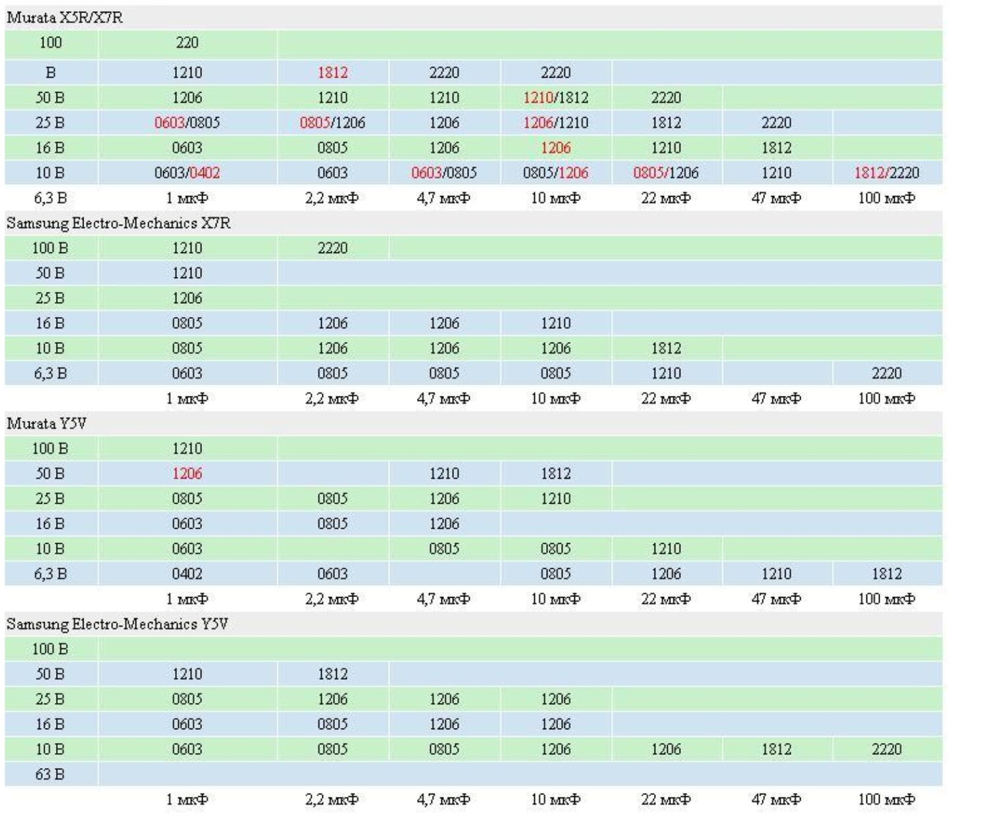 Murata X5R/X7R
100 220
В 1210 1812 2220 2220
50 В 1206 1210 1210 1210/1812 2220
25 В 0603/0805 0805/1206 1206 1206/1210 1812 2220
16 В 0603 0805 1206 1206 1210 1812
10 В 0603/0402 0603 0603/0805 0805/1206 0805/1206 1210 1812/2220
6,3 В 1 мкФ 2,2 мкФ 4,7 мкФ 10 мкФ 22 мкФ 47 мкФ 100 мкФ
Samsung Electro-Mechanics X7R
100 В 1210 2220
50 В 1210
25 В 1206
16 В 0805 1206 1206 1210
10 В 0805 1206 1206 1206 1812
6,3 В 0603 0805 0805 0805 1210 2220
1 мкФ 2,2 мкФ 4,7 мкФ 10 мкФ 22 мкФ 47 мкФ 100 мкФ
Murata Y5V
100 В 1210
50 В 1206 1210 1812
25 В 0805 0805 1206 1210
16 В 0603 0805 1206
10 В 0603 0805 0805 1210
6,3 В 0402 0603 0805 1206 1210 1812
1 мкФ 2,2 мкФ 4,7 мкФ 10 мкФ 22 мкФ 47 мкФ 100 мкФ
Samsung Electro-Mechanics Y5V
100 В
50 В 1210 1812
25 В 0805 1206 1206 1206
16 В 0603 0805 1206 1206
10 В 0603 0805 0805 1206 1206 1812 2220
63 В
1 мкФ 2,2 мкФ 4,7 мкФ 10 мкФ 22 мкФ 47 мкФ 100 мкФ